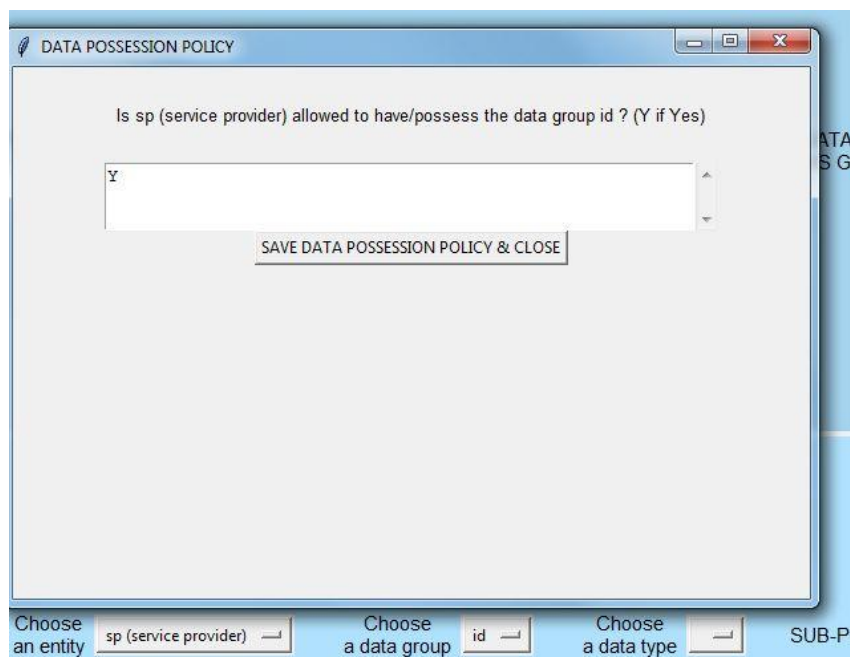 DATA POSSESSION POLICY
Is sp (service provider) allowed to have/possess the data group id ? (Y if Yes)
ATA
S G
Y
SAVE DATA POSSESSION POLICY & CLOSE
Choose
an entity
sp (service provider)
Choose
a data group
id
Choose
a data type
SUB-P